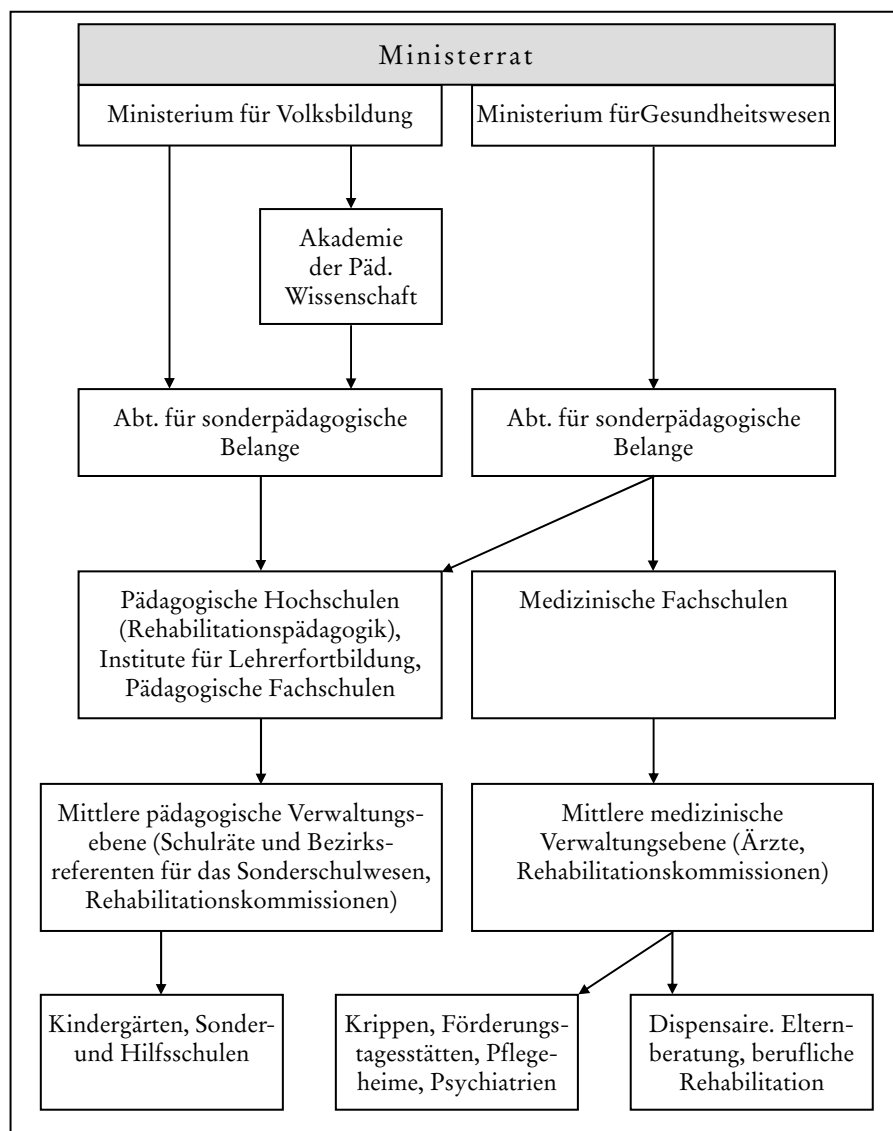 Ministerrat
Ministerium für Volksbildung
Ministerium fürGesundheitswesen
Akademie
der Päd.
Wissenschaft
Abt. für sonderpädagogische
Belange
Abt. für sonderpädagogische
Belange
Pädagogische Hochschulen
(Rehabilitationspädagogik),
Institute für Lehrerfortbildung,
Pädagogische Fachschulen
Medizinische Fachschulen
Mittlere pädagogische Verwaltungs-
ebene (Schulräte und Bezirks-
referenten für das Sonderschulwesen,
Rehabilitationskommissionen)
Mittlere medizinische
Verwaltungsebene (Ärzte,
Rehabilitationskommissionen)
Kindergärten, Sonder-
und Hilfsschulen
Krippen, Förderungs-
tagesstätten, Pflege-
heime, Psychiatrien
Dispensaire. Eltern-
beratung, berufliche
Rehabilitation